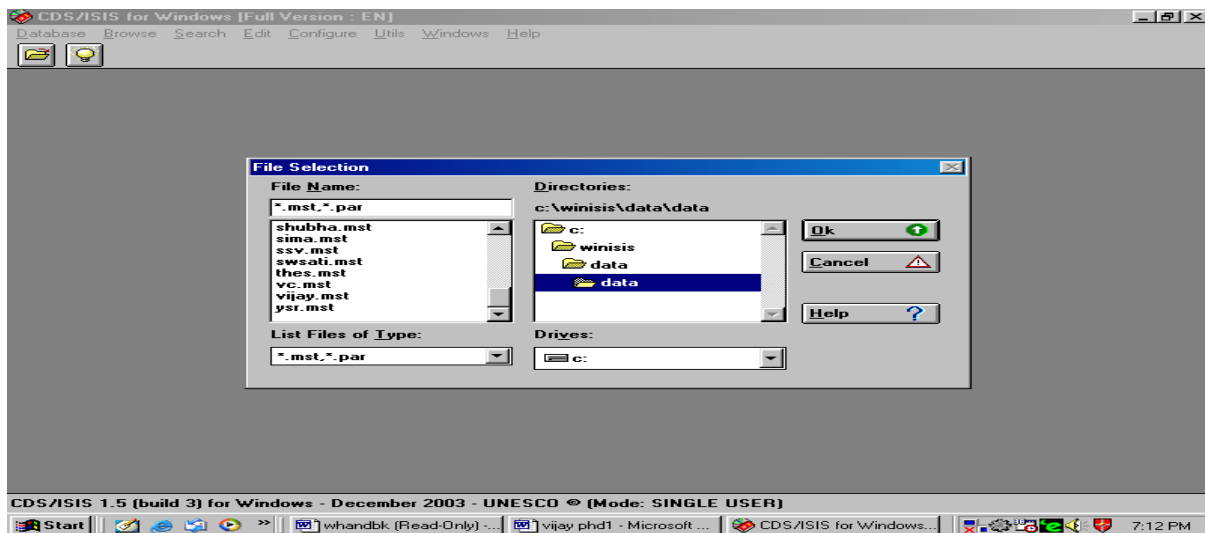 CDS/ISIS for Windows [Full Version : EN]
Database Browse Search Edit Configure Utils Windows Help
File Selection
File Name:
*.mst,*.par
shubha.mst
sima.mst
ssv.mst
swsati.mst
thes.mst
vc.mst
vijay.mst
ysr.mst
List Files of Type:
*.mst,*.par
Directories:
c:\winisis\data\data
c:
winisis
data
data
Drives:
c:
Ok
Cancel
Help
CDS/ISIS 1.5 (build 3) for Windows - December 2003 - UNESCO © (Mode: SINGLE USER)
Start
»
whandbk (Read-Only) -...
vijay phd1 - Microsoft ...
CDS/ISIS for Windows...
7:12 PM